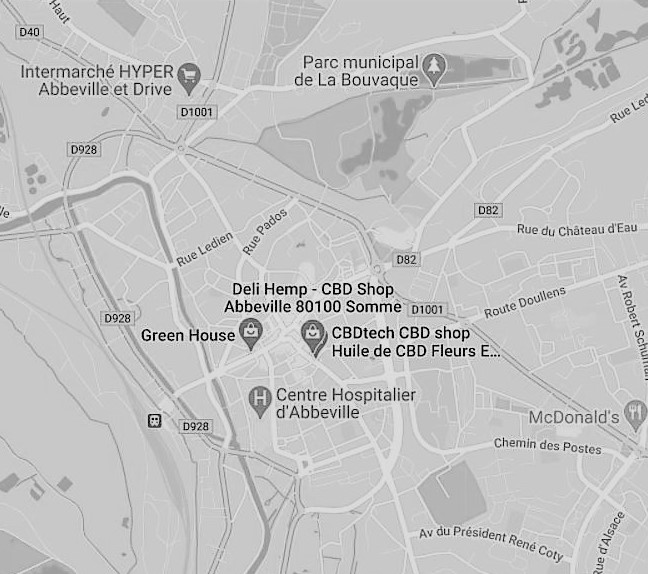 Haut
D40
Intermarché HYPER
Abbeville et Drive
Parc municipal
de La Bouvaque
D1001
D928
Rue Led
Rue Pados
D82
Rue Ledien
Rue du Château d'Eau
D82
Deli Hemp - CBD Shop
Abbeville 80100 Somme
D1001
Route Doullens
Av Robert Schuman
D928
Green House
CBDtech CBD shop
Huile de CBD Fleurs E...
H
Centre Hospitalier
d'Abbeville
McDonald's
D928
Chemin des Postes
Av du Président René Coty
Rue d'Alsace